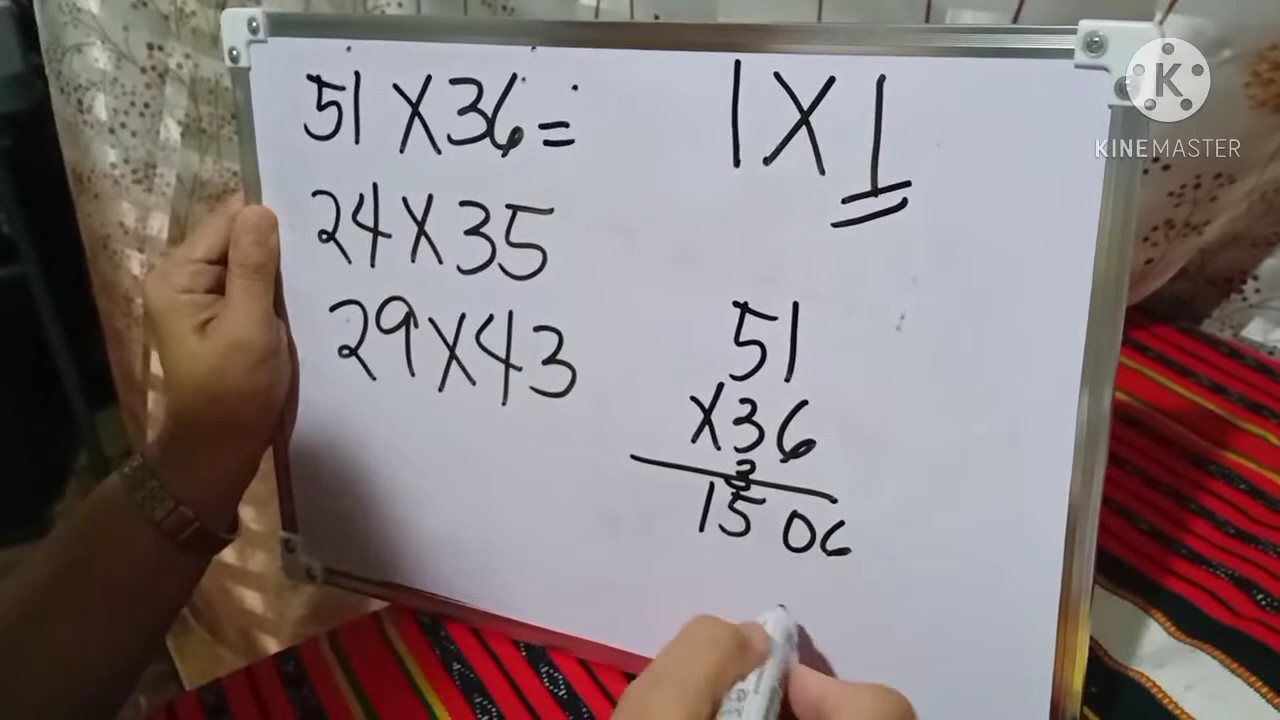 51 X 36 =
24 X 35
29 X 43
1 X 1
51
X 36
3
15 06
K
KINEMASTER